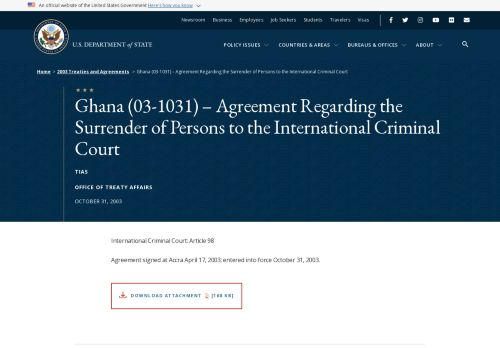 An official website of the United States Government Here's how you know
Newsroom Business Employees Job Seekers Students Travelers Visas
U.S. DEPARTMENT of STATE
POLICY ISSUES COUNTRIES & AREAS BUREAUS & OFFICES ABOUT
Home > 2003 Treaties and Agreements > Ghana (03-1031) – Agreement Regarding the Surrender of Persons to the International Criminal Court
Ghana (03-1031) – Agreement Regarding the
Surrender of Persons to the International Criminal
Court
TIAS
OFFICE OF TREATY AFFAIRS
OCTOBER 31, 2003
International Criminal Court: Article 98
Agreement signed at Accra April 17, 2003; entered into force October 31, 2003.
DOWNLOAD ATTACHMENT [168 KB]